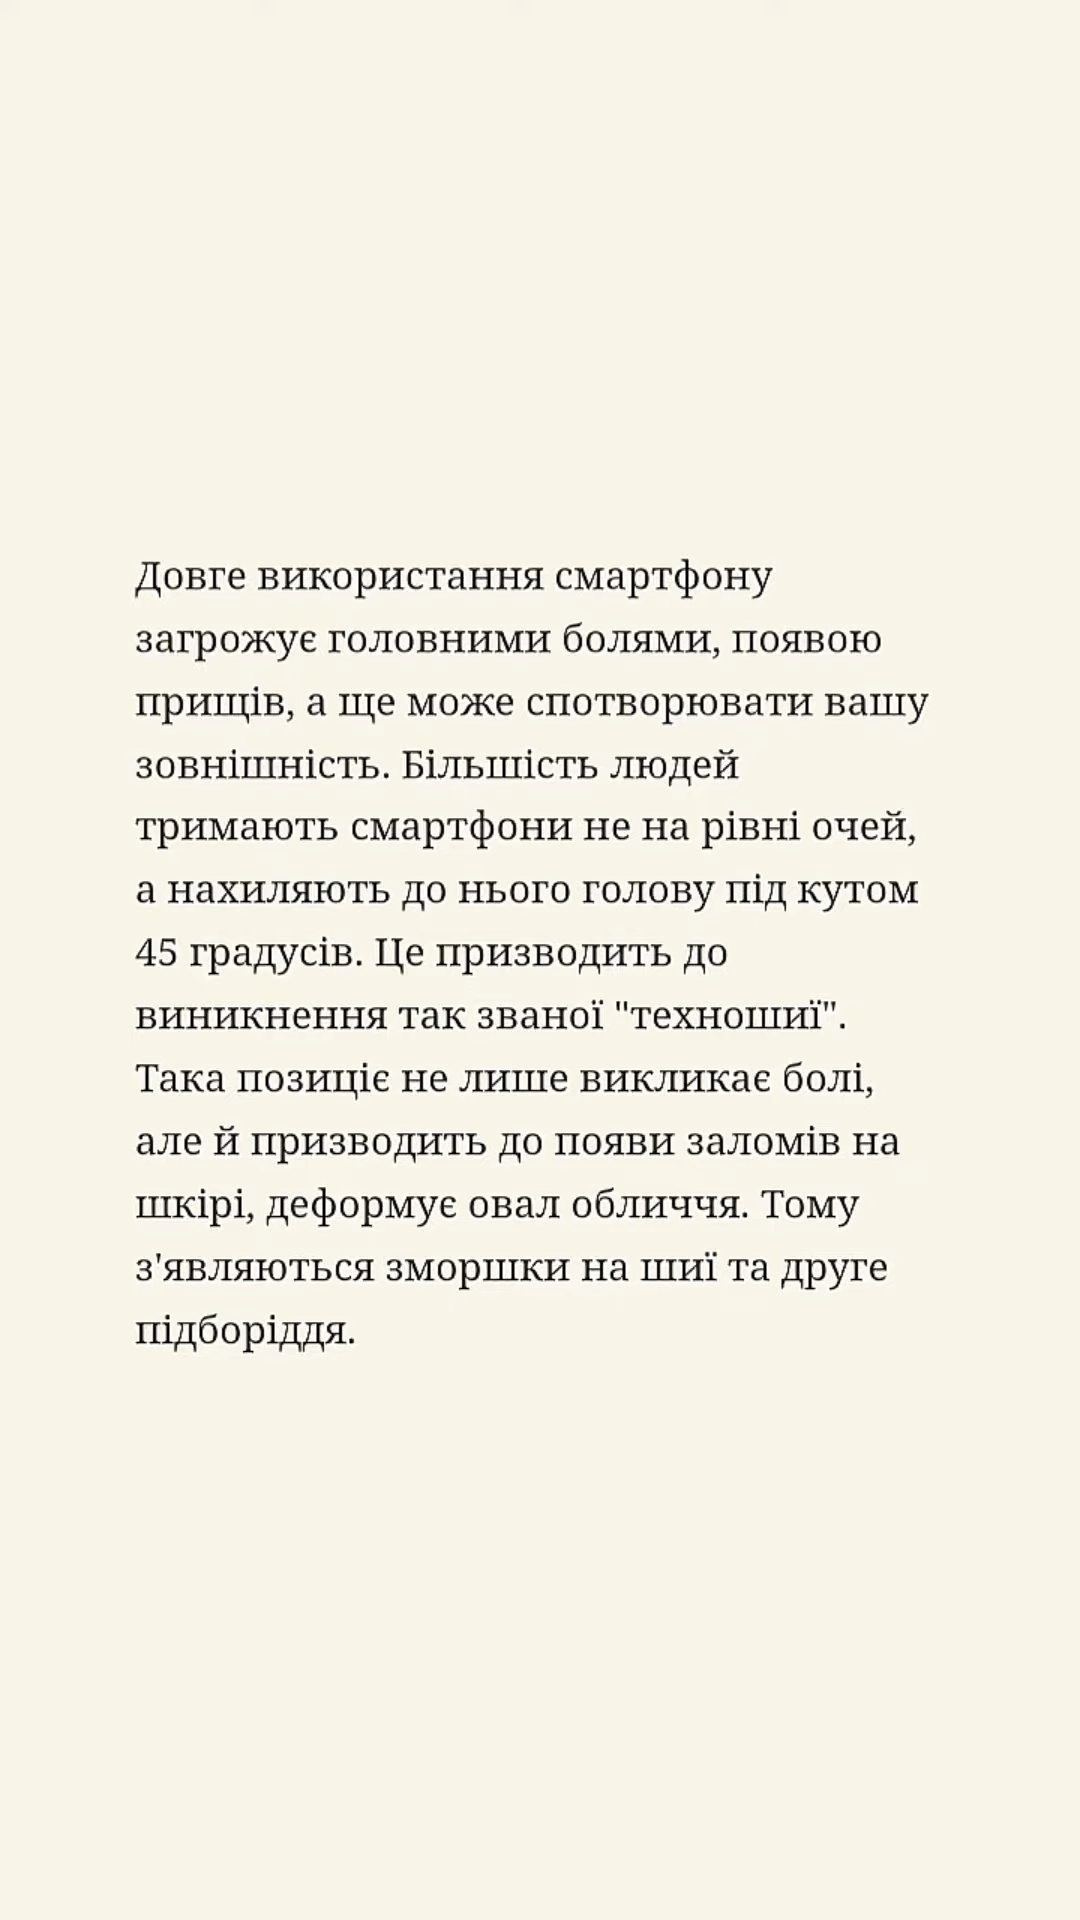 Довге використання смартфону
загрожує головними болями, появою
прищів, а ще може спотворювати вашу
зовнішність. Більшість людей
тримають смартфони не на рівні очей,
а нахиляють до нього голову під кутом
45 градусів. Це призводить до
виникнення так званої "техношиї".
Така позиціє не лише викликає болі,
але й призводить до появи заломів на
шкірі, деформує овал обличчя. Тому
з'являються зморшки на шиї та друге
підборіддя.